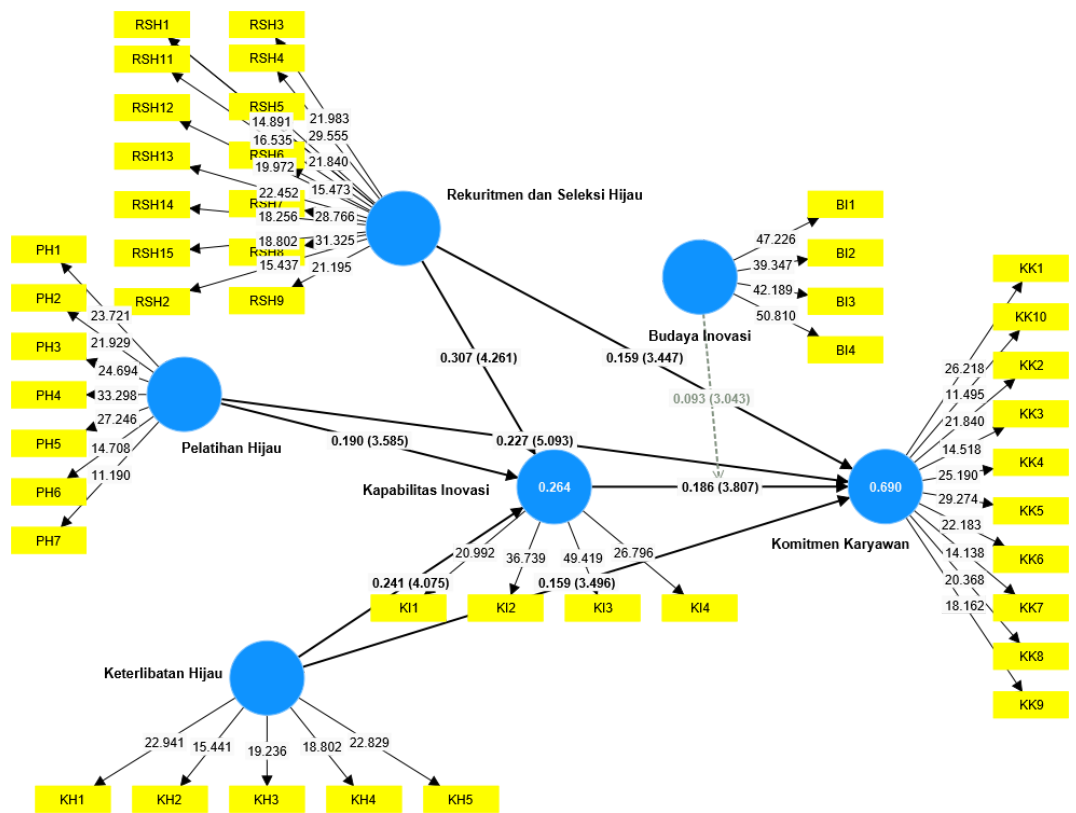 RSH1
RSH3
RSH11
RSH4
RSH12
RSH5
RSH13
RSH6
RSH14
RSH7
RSH15
RSH8
RSH2
RSH9
21.983
14.891
29.555
16.535
21.840
19.972
15.473
22.452
28.766
18.256
31.325
18.802
21.195
15.437
Rekuritmen dan Seleksi Hijau
BI1
BI2
BI3
BI4
47.226
39.347
42.189
50.810
Budaya Inovasi
PH1
PH2
PH3
PH4
PH5
PH6
PH7
23.721
21.929
24.694
33.298
27.246
14.708
11.190
Pelatihan Hijau
0.307 (4.261)
0.159 (3.447)
0.093 (3.043)
0.190 (3.585)
0.227 (5.093)
Kapabilitas Inovasi
0.264
0.186 (3.807)
0.690
Komitmen Karyawan
KK1
KK10
KK2
KK3
KK4
KK5
KK6
KK7
KK8
KK9
26.218
11.495
21.840
14.518
25.190
29.274
22.183
14.138
20.368
18.162
20.992
36.739
49.419
26.796
0.241 (4.075)
0.159 (3.496)
KI1
KI2
KI3
KI4
Keterlibatan Hijau
22.941
15.441
19.236
18.802
22.829
KH1
KH2
KH3
KH4
KH5